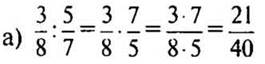 а) 3/8 : 5/7 = 3/8 · 7/5 = 3·7/8·5 = 21/40